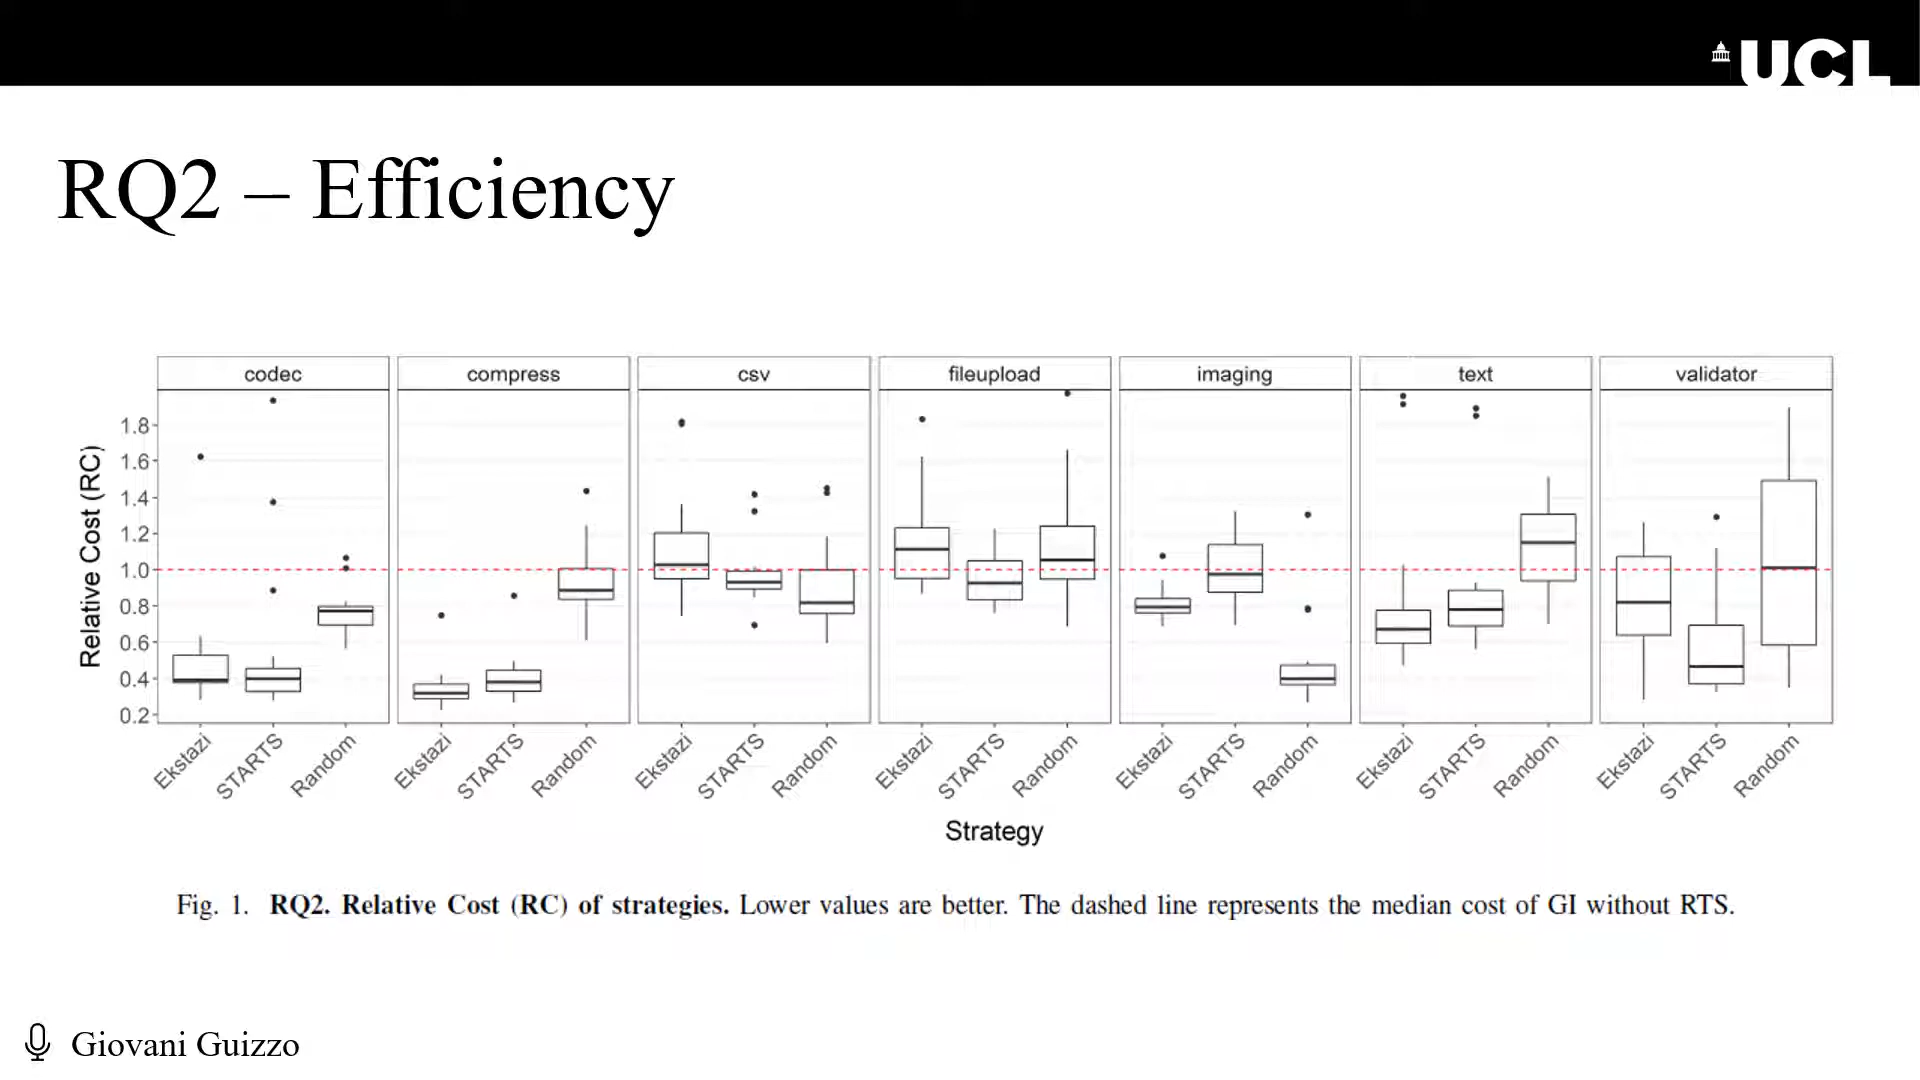 UCL
RQ2 – Efficiency
codec compress csv fileupload imaging text validator
Relative Cost (RC)
1.8
1.6
1.4
1.2
1.0
0.8
0.6
0.4
0.2
Ekstazi STARTS Random Ekstazi STARTS Random Ekstazi STARTS Random Ekstazi STARTS Random Ekstazi STARTS Random Ekstazi STARTS Random Ekstazi STARTS Random
Strategy
Fig. 1. RQ2. Relative Cost (RC) of strategies. Lower values are better. The dashed line represents the median cost of GI without RTS.
Giovani Guizzo